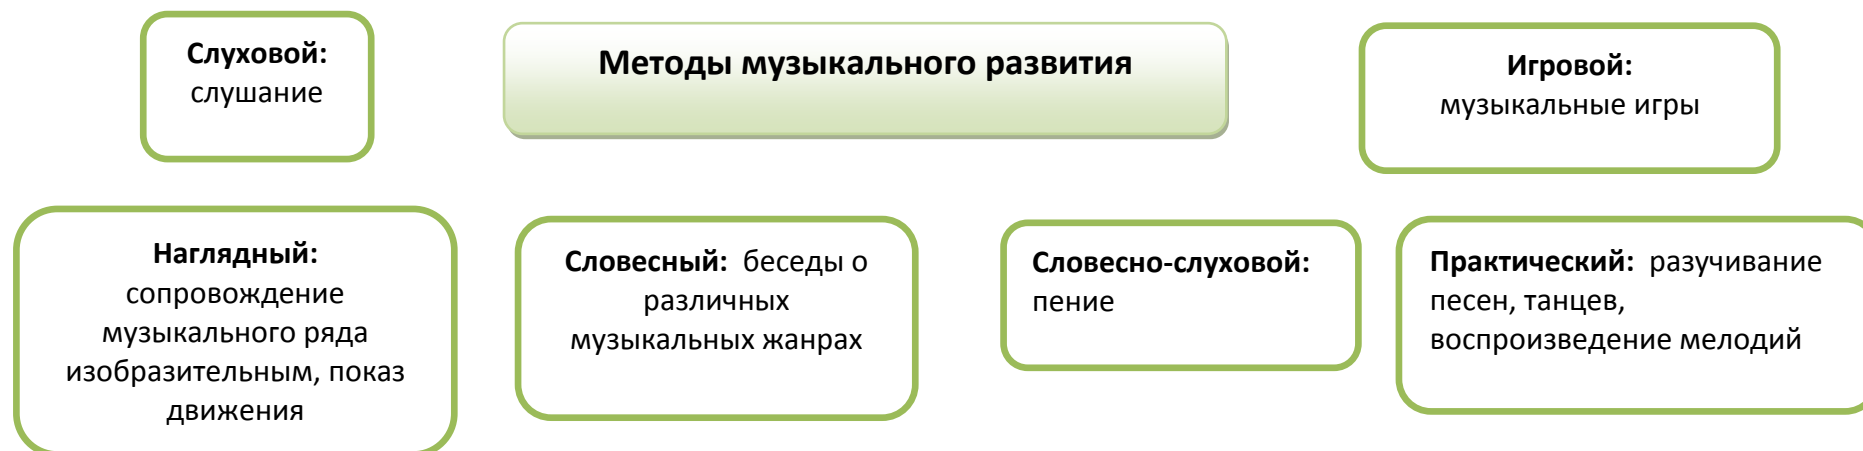 Слуховой:
слушание
Методы музыкального развития
Игровой:
музыкальные игры
Наглядный:
сопровождение
музыкального ряда
изобразительным, показ
движения
Словесный: беседы о
различных
музыкальных жанрах
Словесно-слуховой:
пение
Практический: разучивание
песен, танцев,
воспроизведение мелодий